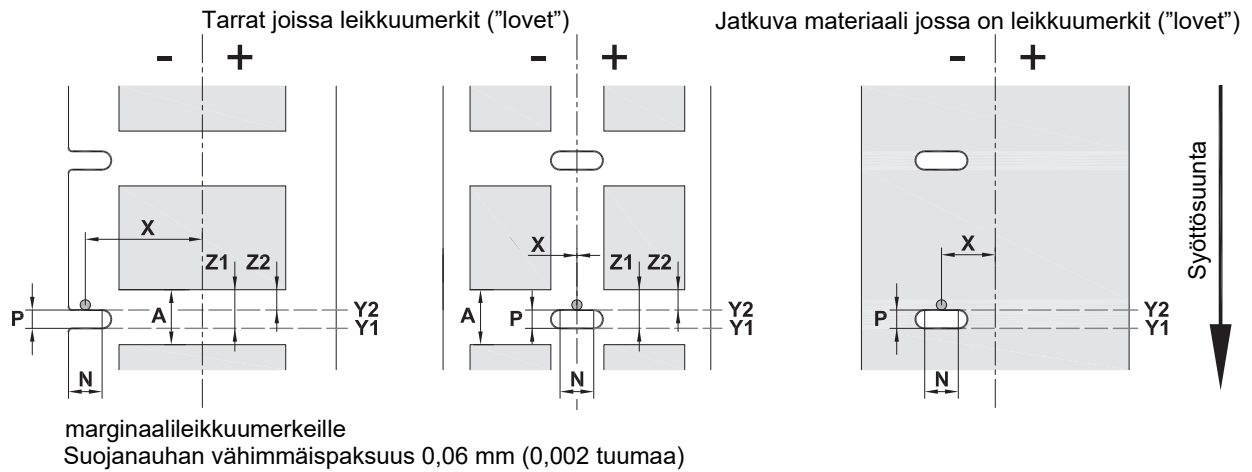 Tarrat joissa leikkuumerkit (”lovet”)
Jatkuva materiaali jossa on leikkuumerkit (”lovet”)
- +
- +
- +
X
Z1 Z2
P
A
Y2
Y1
N
X
Z1 Z2
A
P
Y2
Y1
N
X
P
Y2
Y1
N
Syöttösuunta
marginaalileikkuumerkeille
Suojanauhan vähimmäispaksuus 0,06 mm (0,002 tuumaa)